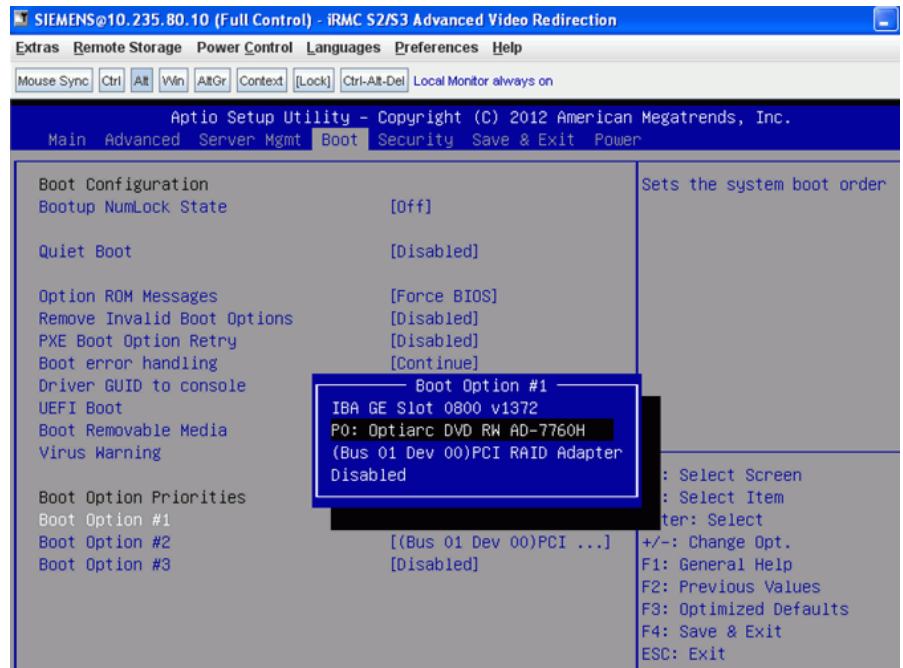 SIEMENS@10.235.80.10 (Full Control) - iRMC S2/S3 Advanced Video Redirection
Extras Remote Storage Power Control Languages Preferences Help
Mouse Sync Ctrl Alt Win AltGr Context [Lock] Ctrl-Alt-Del Local Monitor always on
Aptio Setup Utility – Copyright (C) 2012 American Megatrends, Inc.
Main Advanced Server Mgmt Boot Security Save & Exit Power
Boot Configuration
Bootup NumLock State [Off]
Quiet Boot [Disabled]
Option ROM Messages [Force BIOS]
Remove Invalid Boot Options [Disabled]
PXE Boot Option Retry [Disabled]
Boot error handling [Continue]
Driver GUID to console
UEFI Boot
Boot Removable Media
Virus Warning
Boot Option Priorities
Boot Option #1
Boot Option #2 [(Bus 01 Dev 00)PCI ...]
Boot Option #3 [Disabled]
Boot Option #1
IBA GE Slot 0800 v1372
P0: Optiarc DVD RW AD-7760H
(Bus 01 Dev 00)PCI RAID Adapter
Disabled
Sets the system boot order
: Select Screen
: Select Item
ter: Select
+/-: Change Opt.
F1: General Help
F2: Previous Values
F3: Optimized Defaults
F4: Save & Exit
ESC: Exit